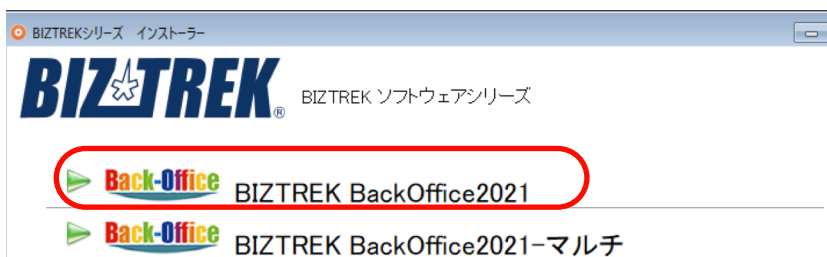 BIZTREKシリーズ インストーラー
BIZTREK® BIZTREK ソフトウェアシリーズ
Back-Office BIZTREK BackOffice2021
Back-Office BIZTREK BackOffice2021-マルチ